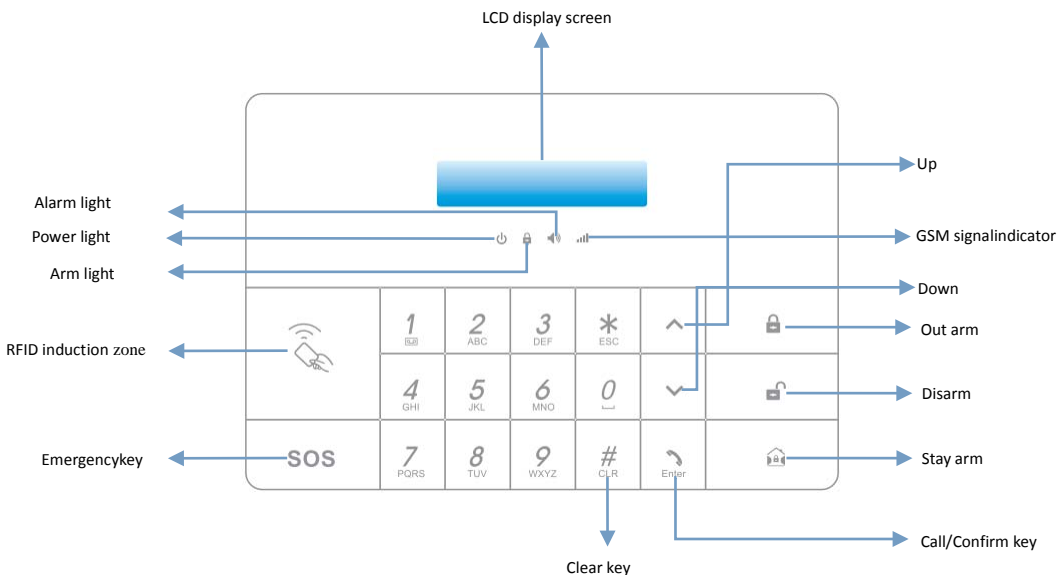 LCD display screen
Up
Alarm light
Power light
GSM signalindicator
Arm light
Down
1 2 3 *
ABC DEF ESC
Out arm
RFID induction zone
4 5 6 0
GHI JKL MNO
Disarm
Emergencykey
SOS
7 8 9 #
PQRS TUV WXYZ CLR Enter
Stay arm
Call/Confirm key
Clear key